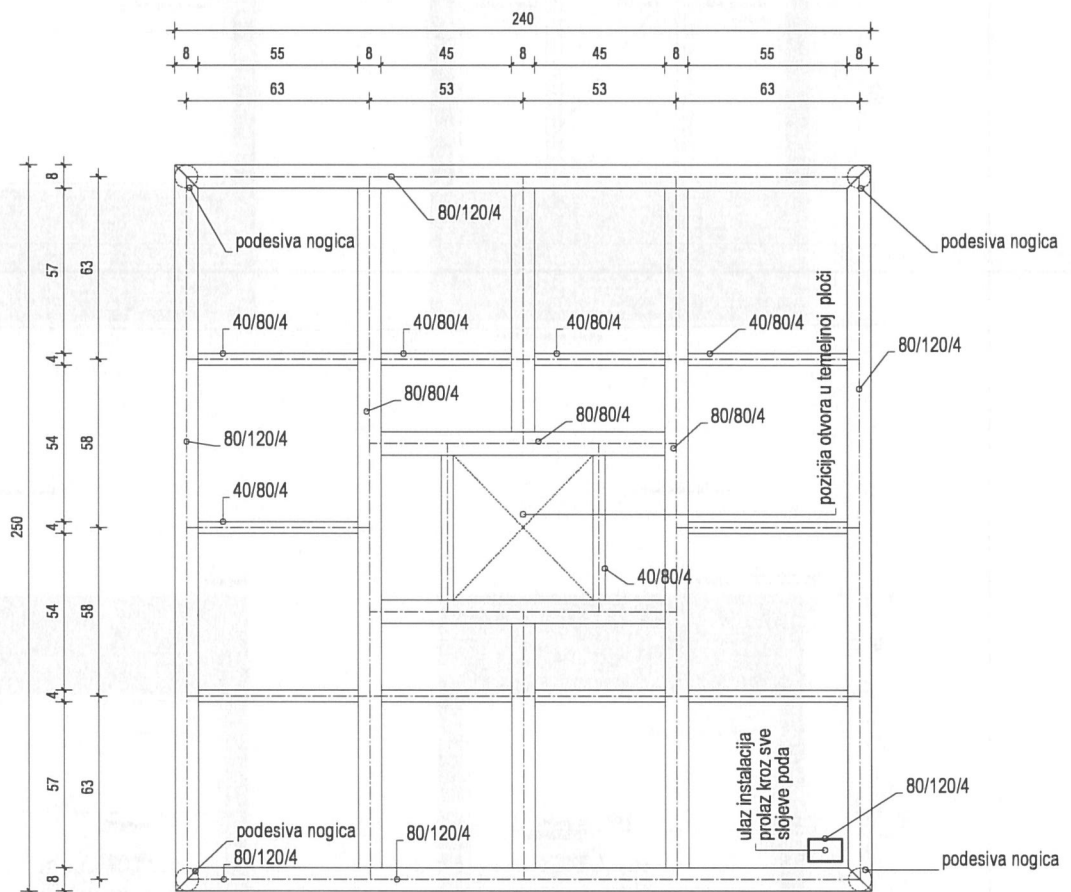 240
8 55 8 45 8 45 8 55 8
63 53 53 63
80/120/4
podesiva nogica
podesiva nogica
8
57
63
40/80/4 40/80/4 40/80/4 40/80/4
pozicija otvora u temeljnoj ploči
4
80/120/4
80/80/4
80/80/4
80/80/4
80/120/4
54
58
40/80/4
250
4
40/80/4
54
58
4
ulaz instalacija
prolaz kroz sve
slojeve poda
57
63
80/120/4
podesiva nogica
80/120/4
80/120/4
podesiva nogica
8